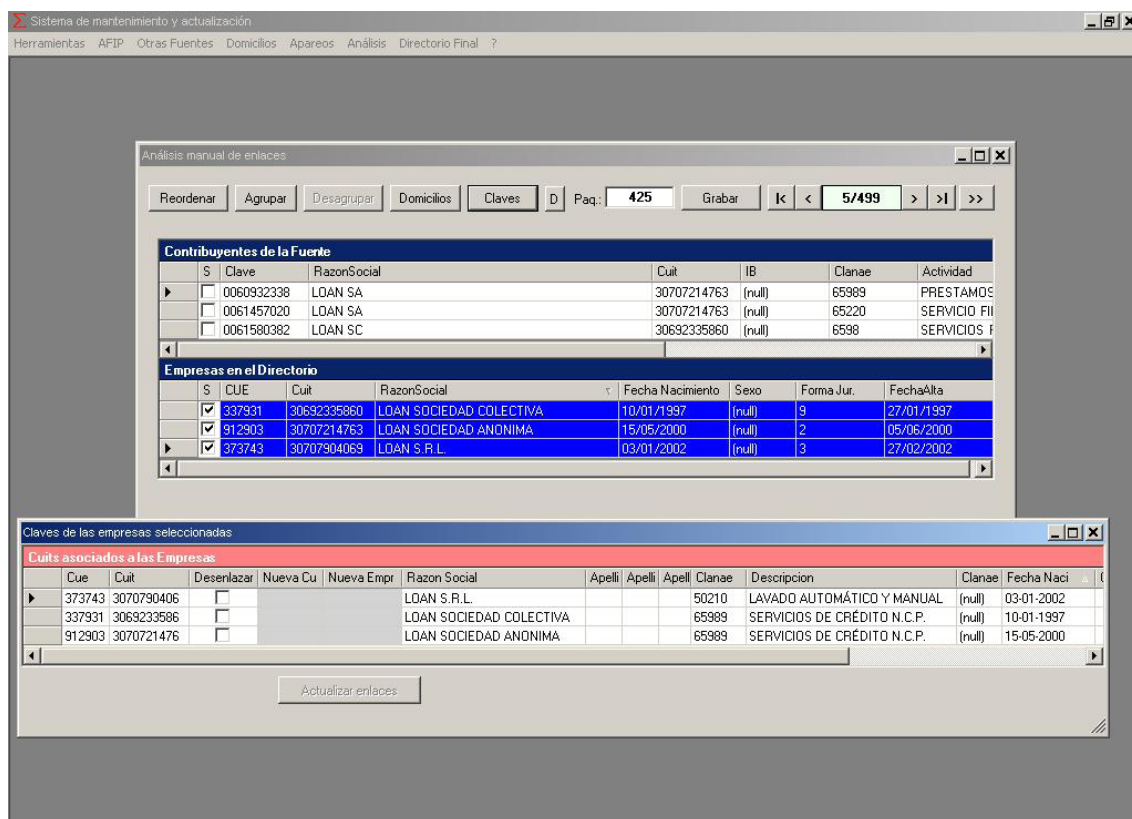 Sistema de mantenimiento y actualización
Herramientas AFIP Otras Fuentes Domicilios Apareos Análisis Directorio Final ?
Análisis manual de enlaces
Reordenar Agrupar Desagrupar Domicilios Claves D Paq.: 425 Grabar |< < 5/499 > >| >>
Contribuyentes de la Fuente
S Clave RazonSocial Cuit IB Clanae Actividad
0060932338 LOAN SA 30707214763 (null) 65989 PRESTAMOS
0061457020 LOAN SA 30707214763 (null) 65220 SERVICIO FI
0061580382 LOAN SC 30692335860 (null) 6598 SERVICIOS F
Empresas en el Directorio
S CUE Cuit RazonSocial Fecha Nacimiento Sexo Forma Jur. FechaAlta
337931 30692335860 LOAN SOCIEDAD COLECTIVA 10/01/1997 (null) 9 27/01/1997
912903 30707214763 LOAN SOCIEDAD ANONIMA 15/05/2000 (null) 2 05/06/2000
373743 30707904069 LOAN S.R.L. 03/01/2002 (null) 3 27/02/2002
Claves de las empresas seleccionadas
Cuits asociados a las Empresas
Cue Cuit Desenlazar Nueva Cu Nueva Empr Razon Social Apelli Apelli Apell Clanae Descripcion Clanae Fecha Naci
373743 3070790406 LOAN S.R.L. 50210 LAVADO AUTOMÁTICO Y MANUAL (null) 03-01-2002
337931 3069233586 LOAN SOCIEDAD COLECTIVA 65989 SERVICIOS DE CRÉDITO N.C.P. (null) 10-01-1997
912903 3070721476 LOAN SOCIEDAD ANONIMA 65989 SERVICIOS DE CRÉDITO N.C.P. (null) 15-05-2000
Actualizar enlaces